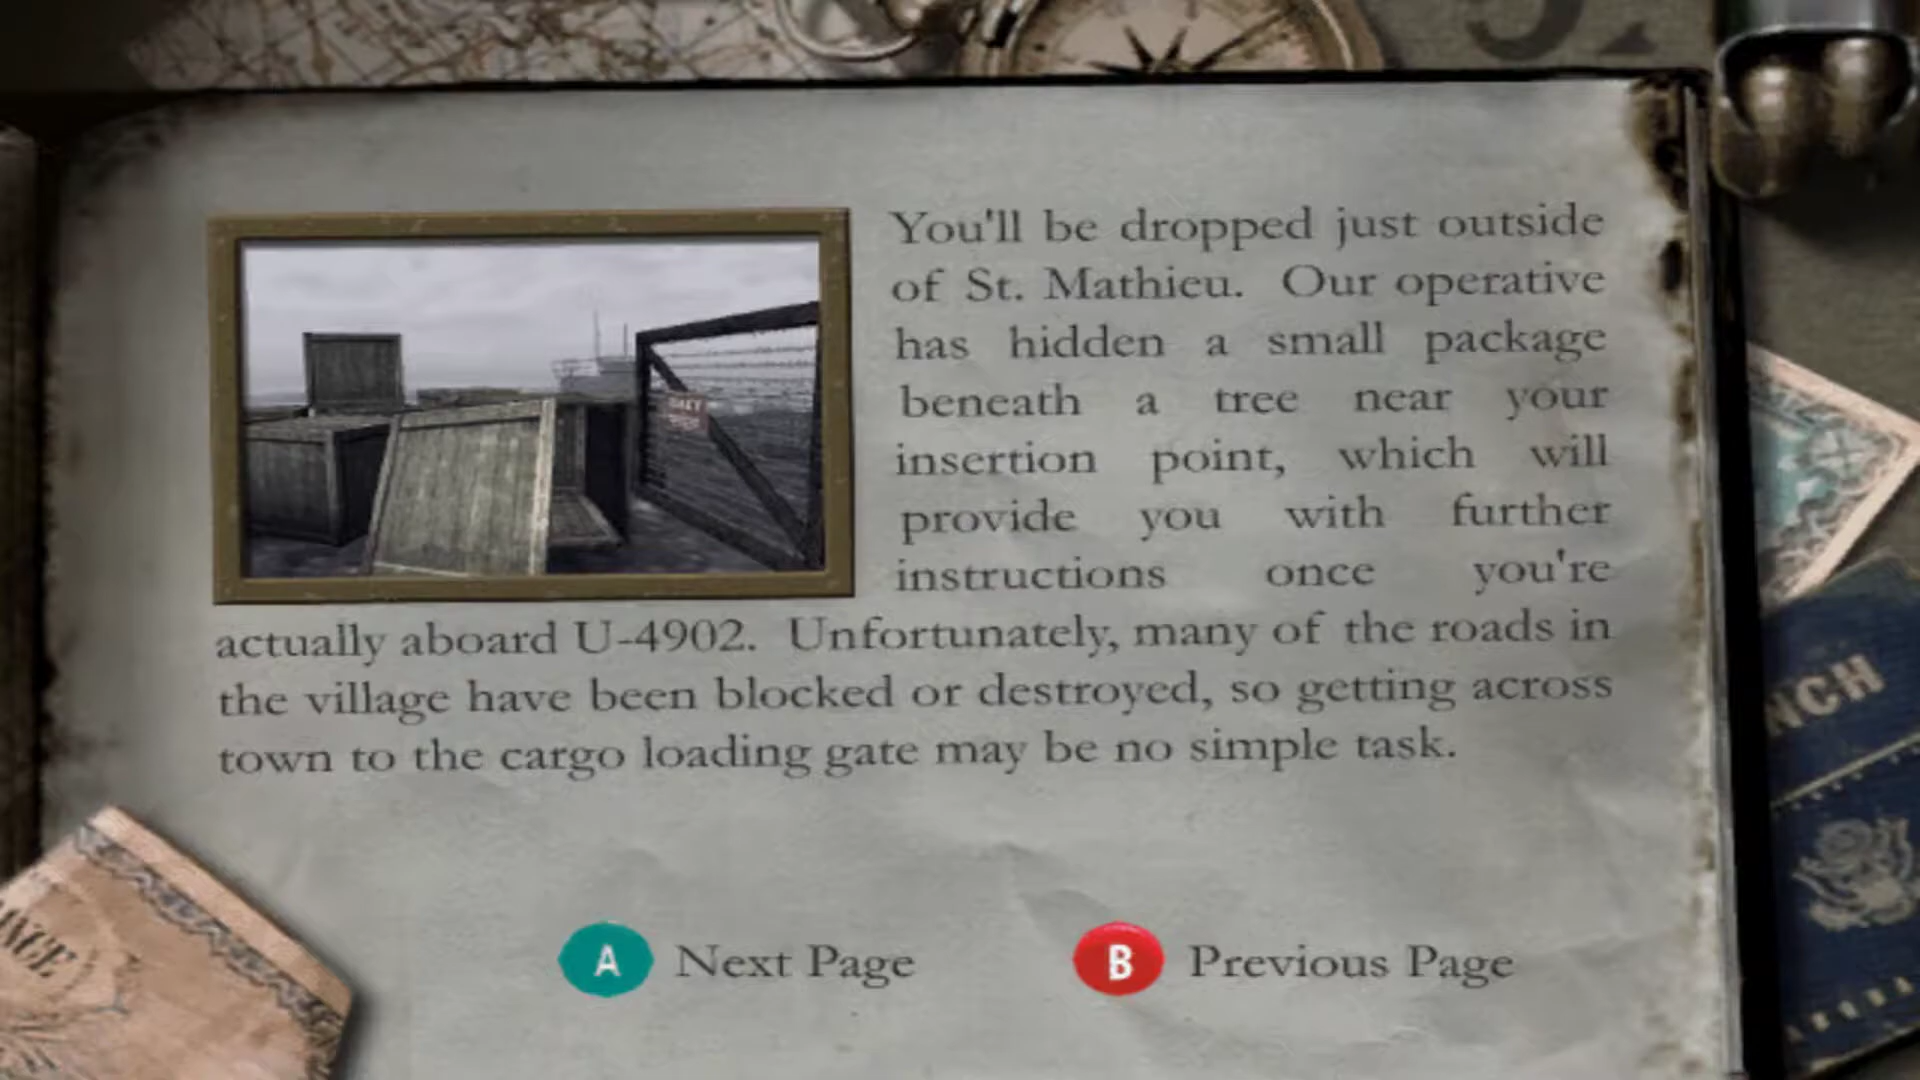 You'll be dropped just outside
of St. Mathieu.  Our operative
has hidden a small package
beneath a tree near your
insertion point, which will
provide you with further
instructions once you're
actually aboard U-4902.  Unfortunately, many of the roads in
the village have been blocked or destroyed, so getting across
town to the cargo loading gate may be no simple task.
A Next Page
B Previous Page
NCH